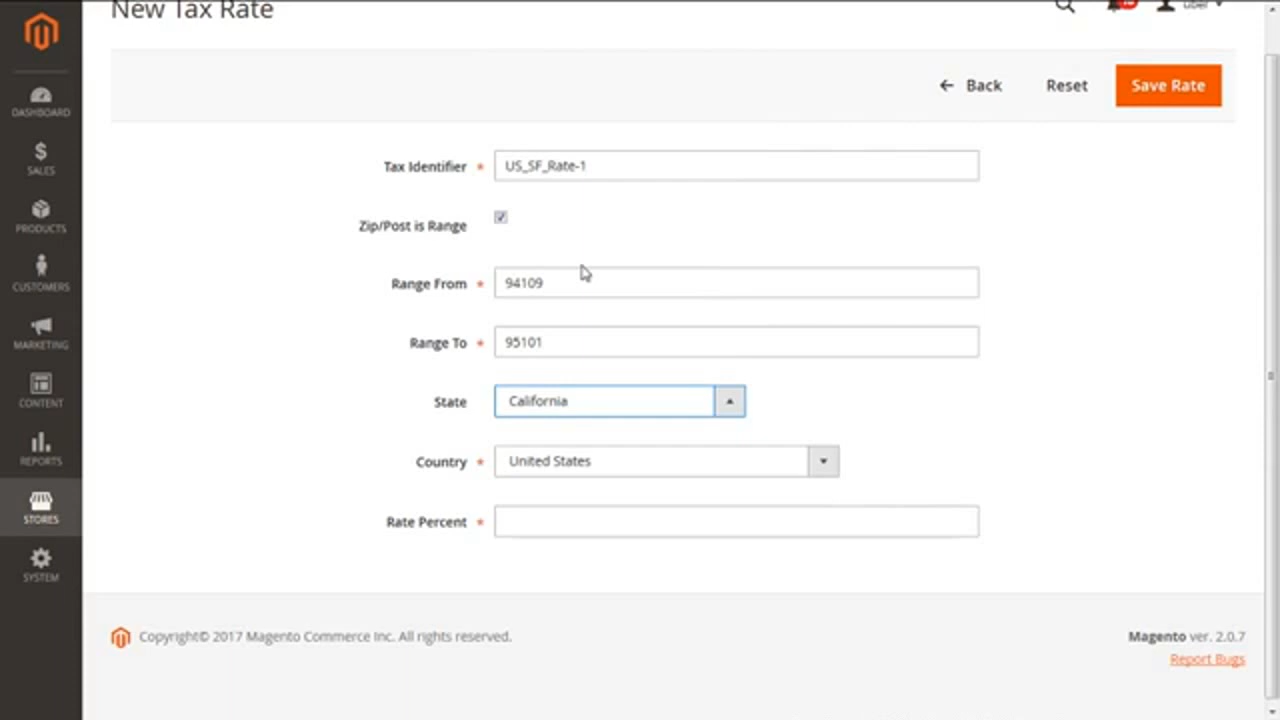 New Tax Rate
uber
DASHBOARD
SALES
PRODUCTS
CUSTOMERS
MARKETING
CONTENT
REPORTS
STORES
SYSTEM
← Back Reset Save Rate
Tax Identifier * US_SF_Rate-1
Zip/Post is Range
Range From * 94109
Range To * 95101
State California
Country * United States
Rate Percent *
Copyright© 2017 Magento Commerce Inc. All rights reserved.
Magento ver. 2.0.7
Report Bugs